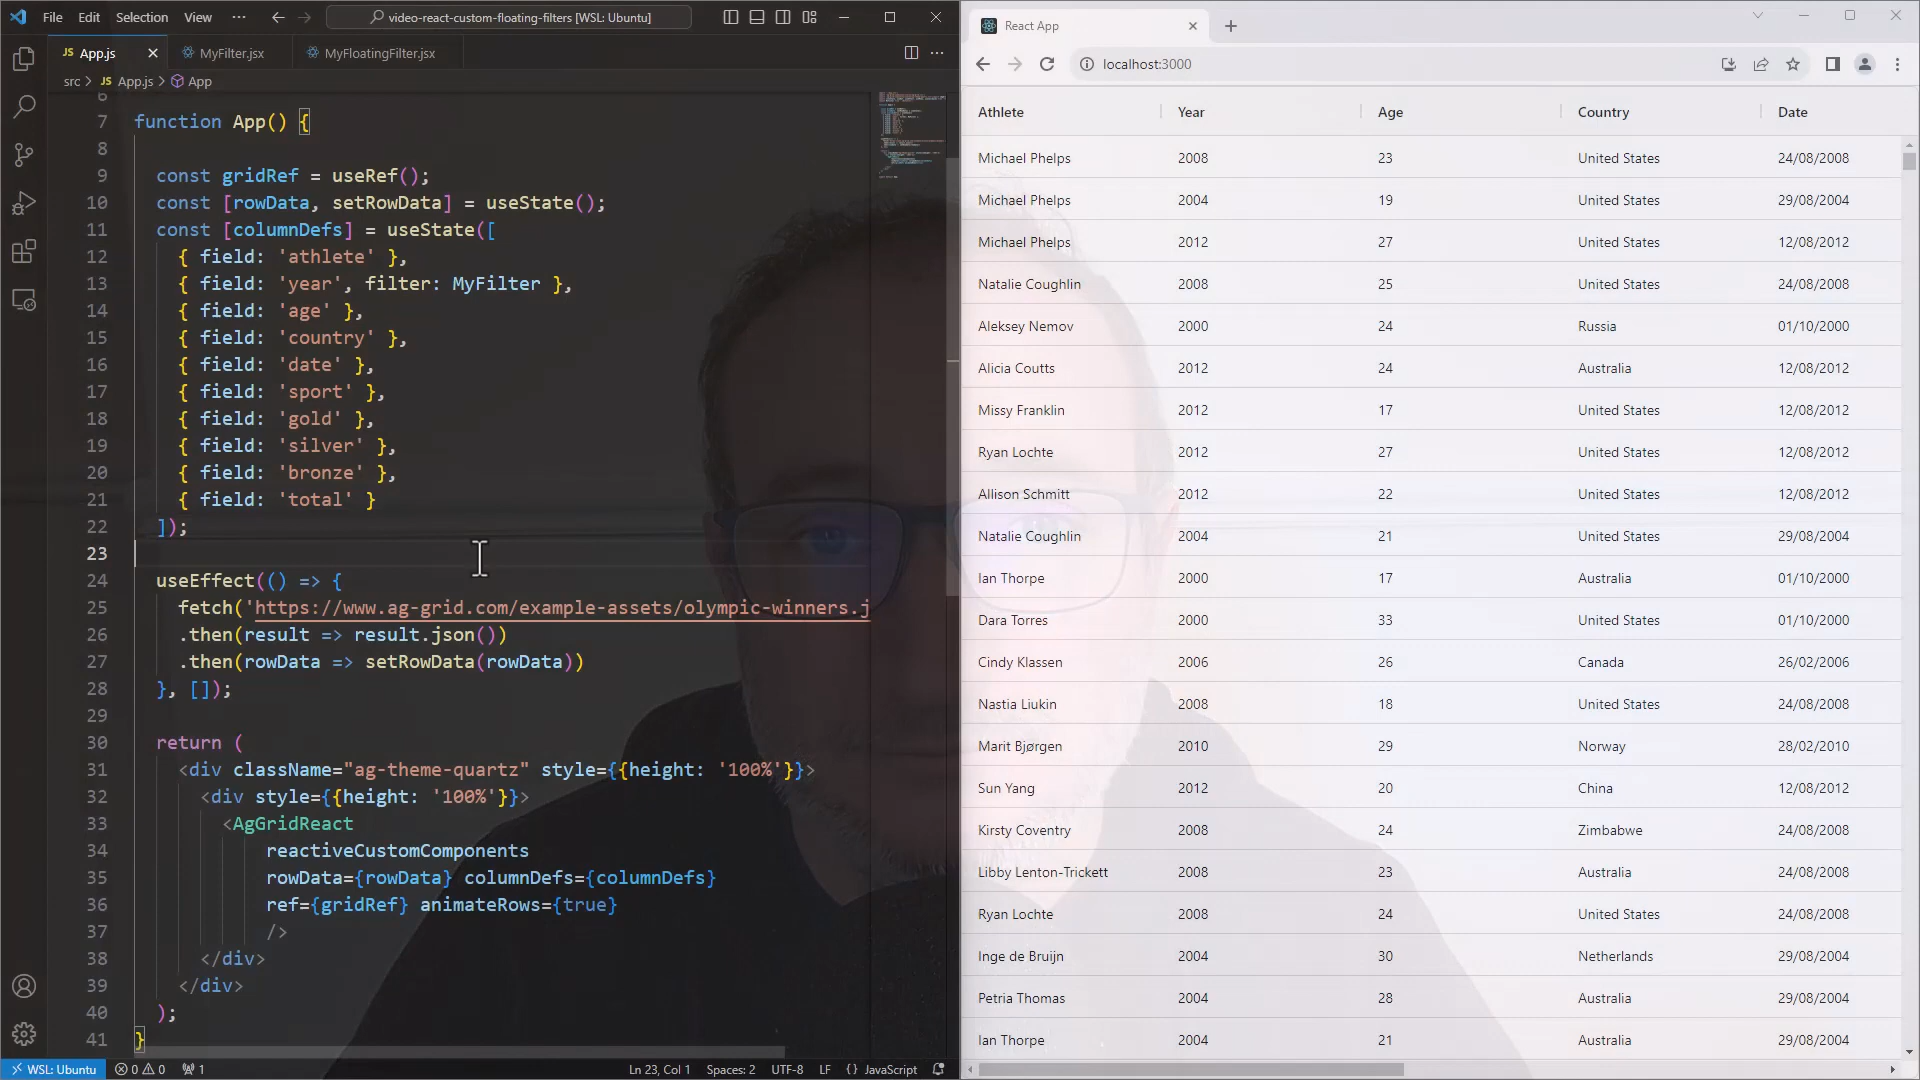 File Edit Selection View ··· video-react-custom-floating-filters [WSL: Ubuntu]
JS App.js MyFilter.jsx MyFloatingFilter.jsx
src > JS App.js > App
6
7 function App() {
8
9 const gridRef = useRef();
10 const [rowData, setRowData] = useState();
11 const [columnDefs] = useState([
12 { field: 'athlete' },
13 { field: 'year', filter: MyFilter },
14 { field: 'age' },
15 { field: 'country' },
16 { field: 'date' },
17 { field: 'sport' },
18 { field: 'gold' },
19 { field: 'silver' },
20 { field: 'bronze' },
21 { field: 'total' }
22 ]);
23
24 useEffect(() => {
25 fetch('https://www.ag-grid.com/example-assets/olympic-winners.j
26 .then(result => result.json())
27 .then(rowData => setRowData(rowData))
28 }, []);
29
30 return (
31 <div className="ag-theme-quartz" style={{height: '100%'}}>
32 <div style={{height: '100%'}}>
33 <AgGridReact
34 reactiveCustomComponents
35 rowData={rowData} columnDefs={columnDefs}
36 ref={gridRef} animateRows={true}
37 />
38 </div>
39 </div>
40 );
41 }
WSL: Ubuntu 0 0 1 Ln 23, Col 1 Spaces: 2 UTF-8 LF {} JavaScript
React App
localhost:3000
Athlete Year Age Country Date
Michael Phelps 2008 23 United States 24/08/2008
Michael Phelps 2004 19 United States 29/08/2004
Michael Phelps 2012 27 United States 12/08/2012
Natalie Coughlin 2008 25 United States 24/08/2008
Aleksey Nemov 2000 24 Russia 01/10/2000
Alicia Coutts 2012 24 Australia 12/08/2012
Missy Franklin 2012 17 United States 12/08/2012
Ryan Lochte 2012 27 United States 12/08/2012
Allison Schmitt 2012 22 United States 12/08/2012
Natalie Coughlin 2004 21 United States 29/08/2004
Ian Thorpe 2000 17 Australia 01/10/2000
Dara Torres 2000 33 United States 01/10/2000
Cindy Klassen 2006 26 Canada 26/02/2006
Nastia Liukin 2008 18 United States 24/08/2008
Marit Bjørgen 2010 29 Norway 28/02/2010
Sun Yang 2012 20 China 12/08/2012
Kirsty Coventry 2008 24 Zimbabwe 24/08/2008
Libby Lenton-Trickett 2008 23 Australia 24/08/2008
Ryan Lochte 2008 24 United States 24/08/2008
Inge de Bruijn 2004 30 Netherlands 29/08/2004
Petria Thomas 2004 28 Australia 29/08/2004
Ian Thorpe 2004 21 Australia 29/08/2004